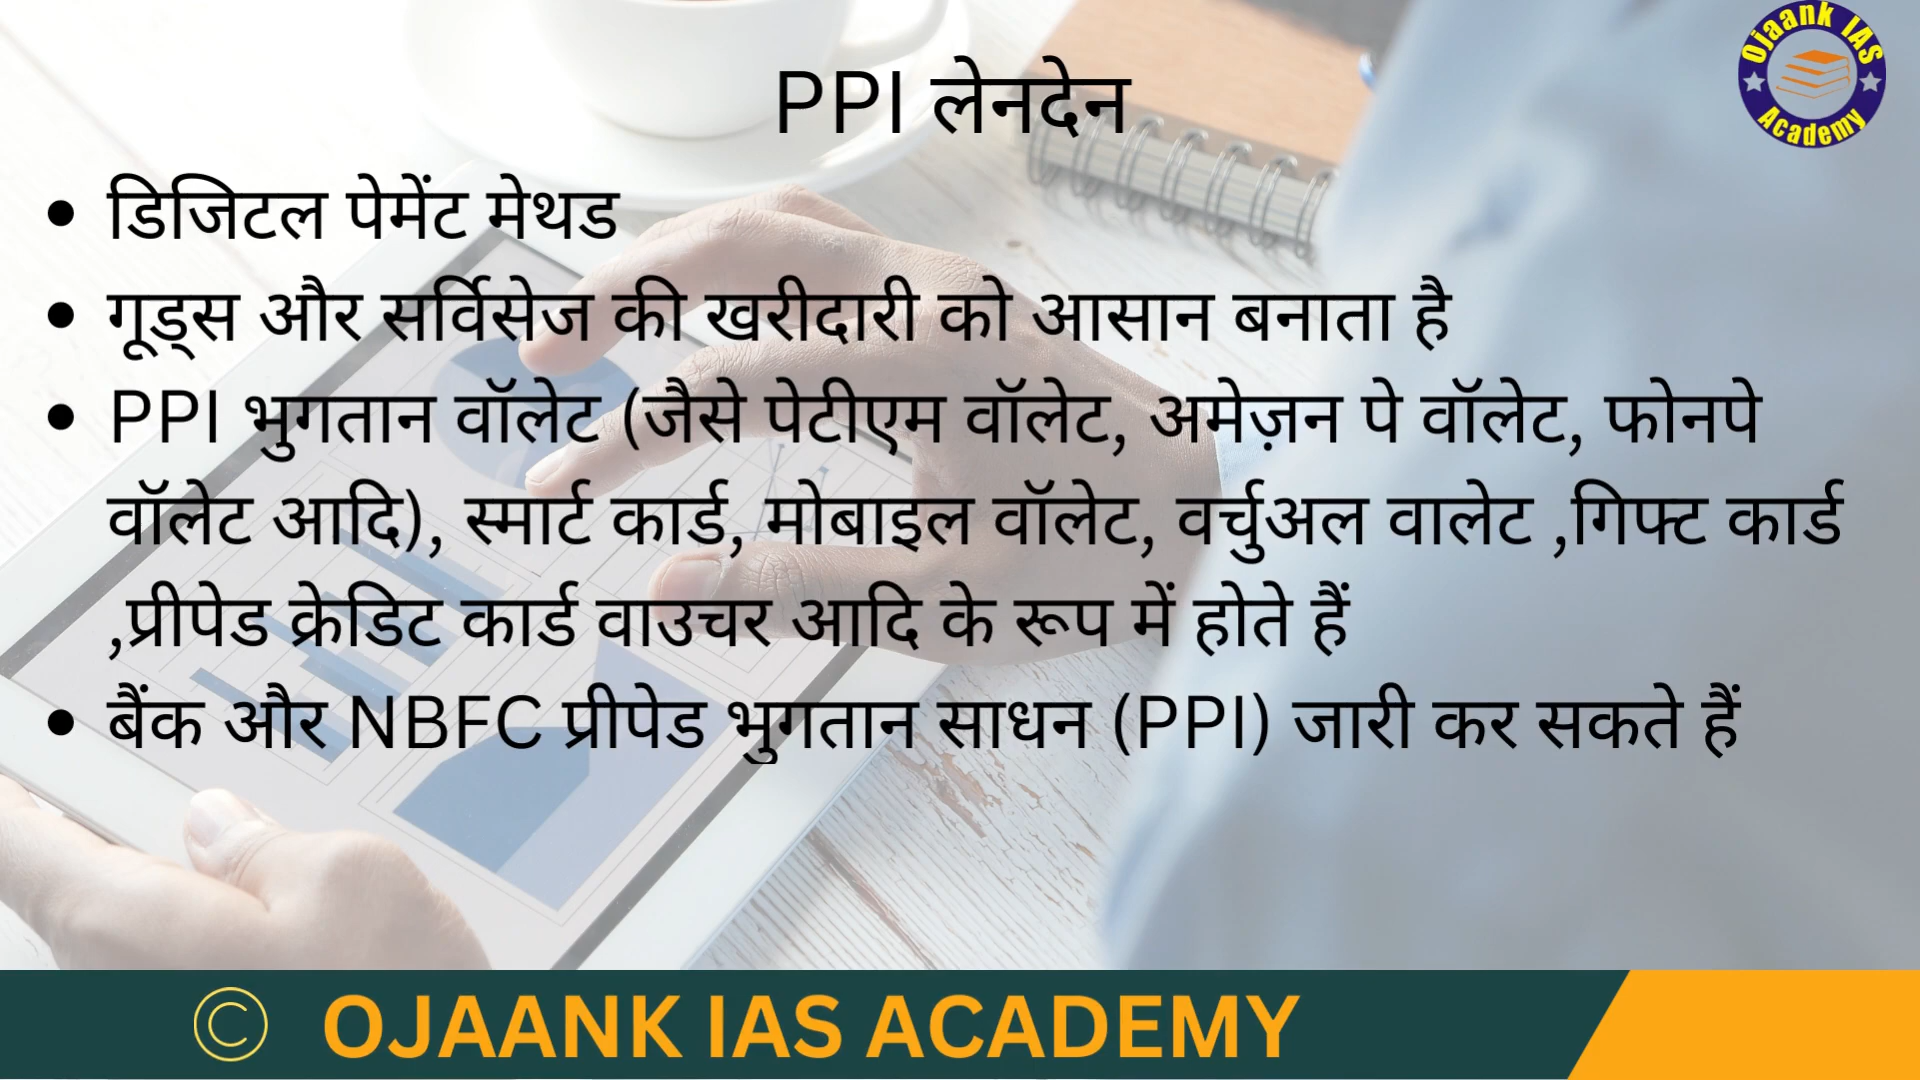 PPI लेनदेन
Ojaank IAS
Academy
• डिजिटल पेमेंट मेथड
• गूड्स और सर्विसेज की खरीदारी को आसान बनाता है
• PPI भुगतान वॉलेट (जैसे पेटीएम वॉलेट, अमेज़न पे वॉलेट, फोनपे
वॉलेट आदि), स्मार्ट कार्ड, मोबाइल वॉलेट, वर्चुअल वालेट ,गिफ्ट कार्ड
,प्रीपेड क्रेडिट कार्ड वाउचर आदि के रूप में होते हैं
• बैंक और NBFC प्रीपेड भुगतान साधन (PPI) जारी कर सकते हैं
© OJAANK IAS ACADEMY